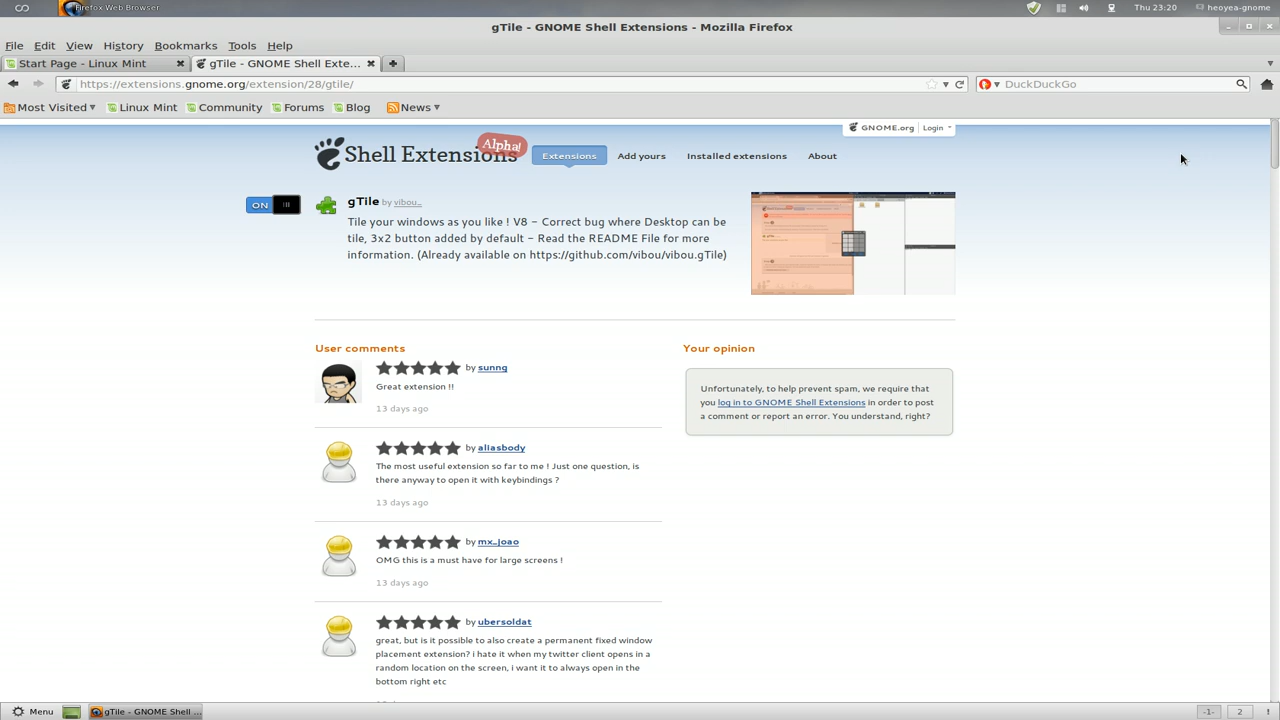 Firefox Web Browser
Thu 23:20
heoyea-gnome
gTile - GNOME Shell Extensions - Mozilla Firefox
File Edit View History Bookmarks Tools Help
Start Page - Linux Mint
gTile - GNOME Shell Exte...
https://extensions.gnome.org/extension/28/gtile/
DuckDuckGo
Most Visited Linux Mint Community Forums Blog News
GNOME.org Login
Shell Extensions Alpha! Extensions Add yours Installed extensions About
ON
gTile by vibou_
Tile your windows as you like ! V8 - Correct bug where Desktop can be
tile, 3x2 button added by default - Read the README File for more
information. (Already available on https://github.com/vibou/vibou.gTile)
User comments
by sunng
Great extension !!
13 days ago
by aliasbody
The most useful extension so far to me ! Just one question, is
there anyway to open it with keybindings ?
13 days ago
by mx_joao
OMG this is a must have for large screens !
13 days ago
by ubersoldat
great, but is it possible to also create a permanent fixed window
placement extension? i hate it when my twitter client opens in a
random location on the screen, i want it to always open in the
bottom right etc
Your opinion
Unfortunately, to help prevent spam, we require that
you log in to GNOME Shell Extensions in order to post
a comment or report an error. You understand, right?
Menu
gTile - GNOME Shell ...
-1- 2 !